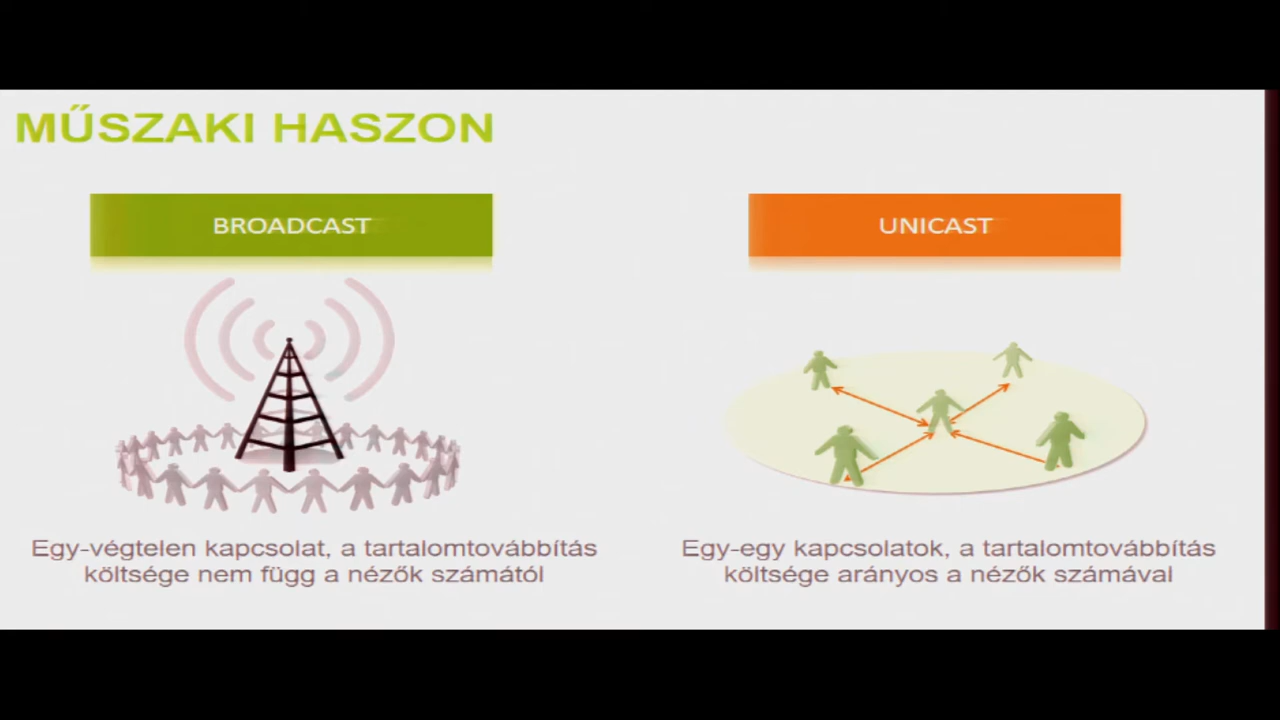 MŰSZAKI HASZON
BROADCAST
UNICAST
Egy-végtelen kapcsolat, a tartalomtovábbítás
költsége nem függ a nézők számától
Egy-egy kapcsolatok, a tartalomtovábbítás
költsége arányos a nézők számával